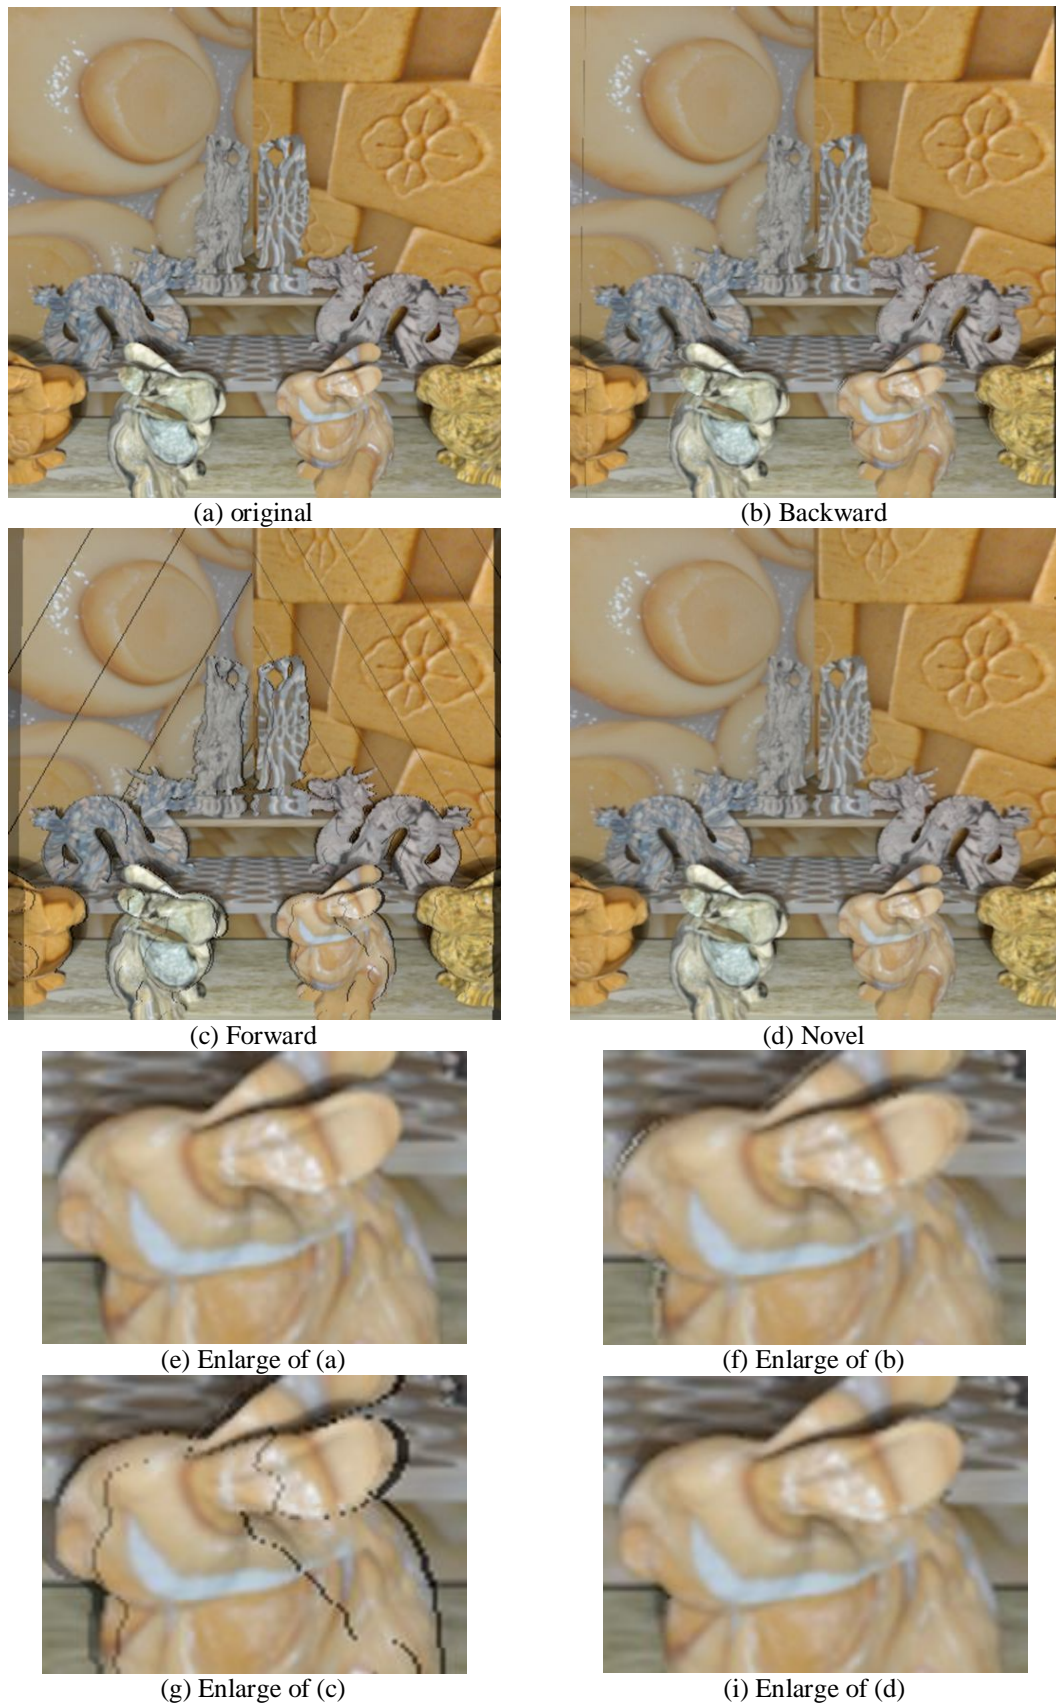 (a) original
(b) Backward
(c) Forward
(d) Novel
(e) Enlarge of (a)
(f) Enlarge of (b)
(g) Enlarge of (c)
(i) Enlarge of (d)